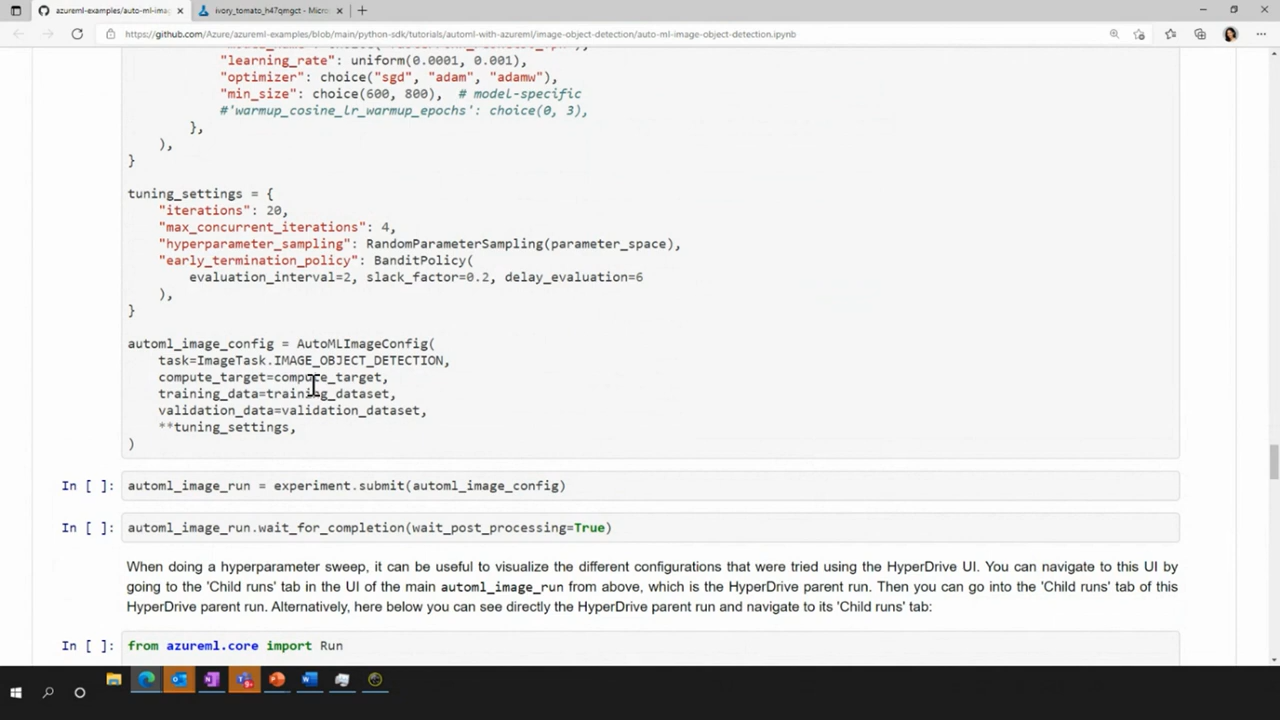 azureml-examples/auto-ml-ima
ivory_tomato_h47qmgct - Micro
https://github.com/Azure/azureml-examples/blob/main/python-sdk/tutorials/automl-with-azureml/image-object-detection/auto-ml-image-object-detection.ipynb
"learning_rate": uniform(0.0001, 0.001),
"optimizer": choice("sgd", "adam", "adamw"),
"min_size": choice(600, 800),  # model-specific
#'warmup_cosine_lr_warmup_epochs': choice(0, 3),
},
),
}
tuning_settings = {
"iterations": 20,
"max_concurrent_iterations": 4,
"hyperparameter_sampling": RandomParameterSampling(parameter_space),
"early_termination_policy": BanditPolicy(
evaluation_interval=2, slack_factor=0.2, delay_evaluation=6
),
}
automl_image_config = AutoMLImageConfig(
task=ImageTask.IMAGE_OBJECT_DETECTION,
compute_target=compute_target,
training_data=training_dataset,
validation_data=validation_dataset,
**tuning_settings,
)
In [ ]: automl_image_run = experiment.submit(automl_image_config)
In [ ]: automl_image_run.wait_for_completion(wait_post_processing=True)
When doing a hyperparameter sweep, it can be useful to visualize the different configurations that were tried using the HyperDrive UI. You can navigate to this UI by
going to the 'Child runs' tab in the UI of the main automl_image_run from above, which is the HyperDrive parent run. Then you can go into the 'Child runs' tab of this
HyperDrive parent run. Alternatively, here below you can see directly the HyperDrive parent run and navigate to its 'Child runs' tab:
In [ ]: from azureml.core import Run